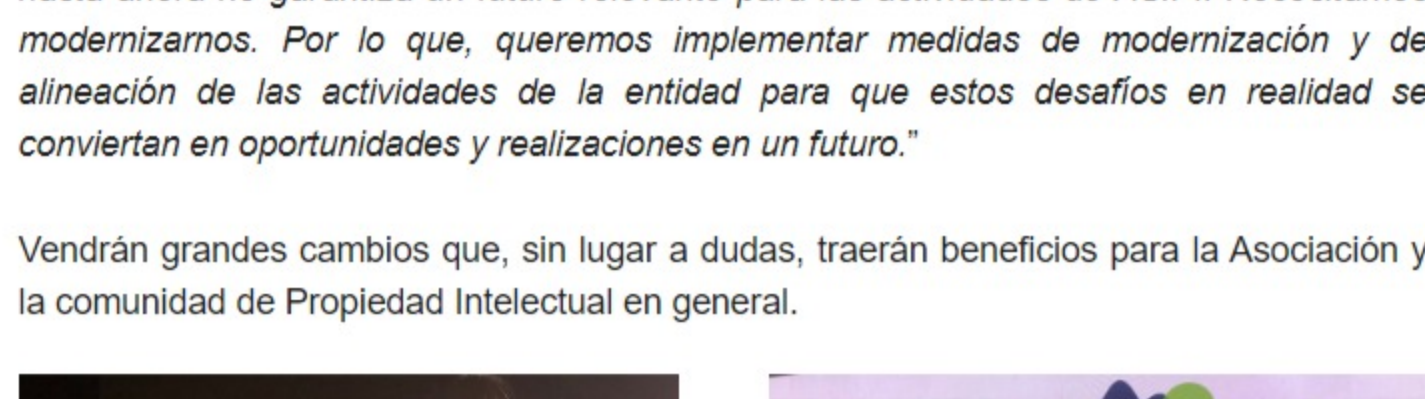 modernizarnos. Por lo que, queremos implementar medidas de modernización y de
alineación de las actividades de la entidad para que estos desafíos en realidad se
conviertan en oportunidades y realizaciones en un futuro.”
Vendrán grandes cambios que, sin lugar a dudas, traerán beneficios para la Asociación y
la comunidad de Propiedad Intelectual en general.